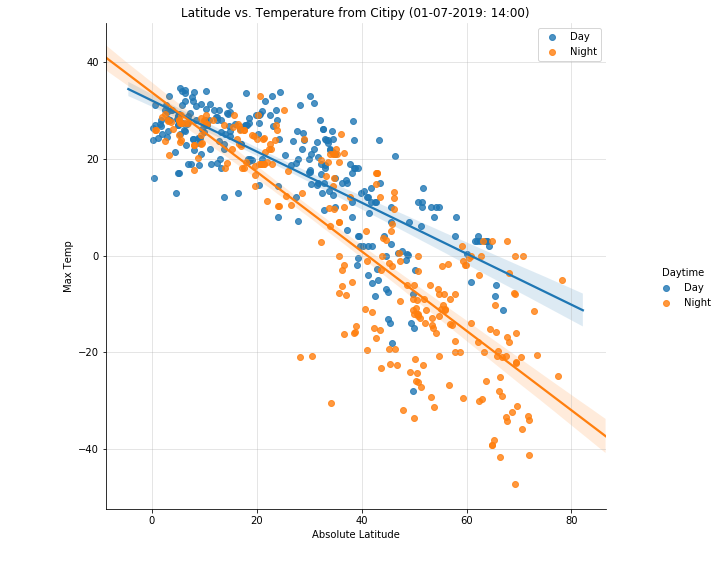 Latitude vs. Temperature from Citipy (01-07-2019: 14:00)
Day
Night
40
20
0
−20
−40
Max Temp
0 20 40 60 80
Absolute Latitude
Daytime
Day
Night